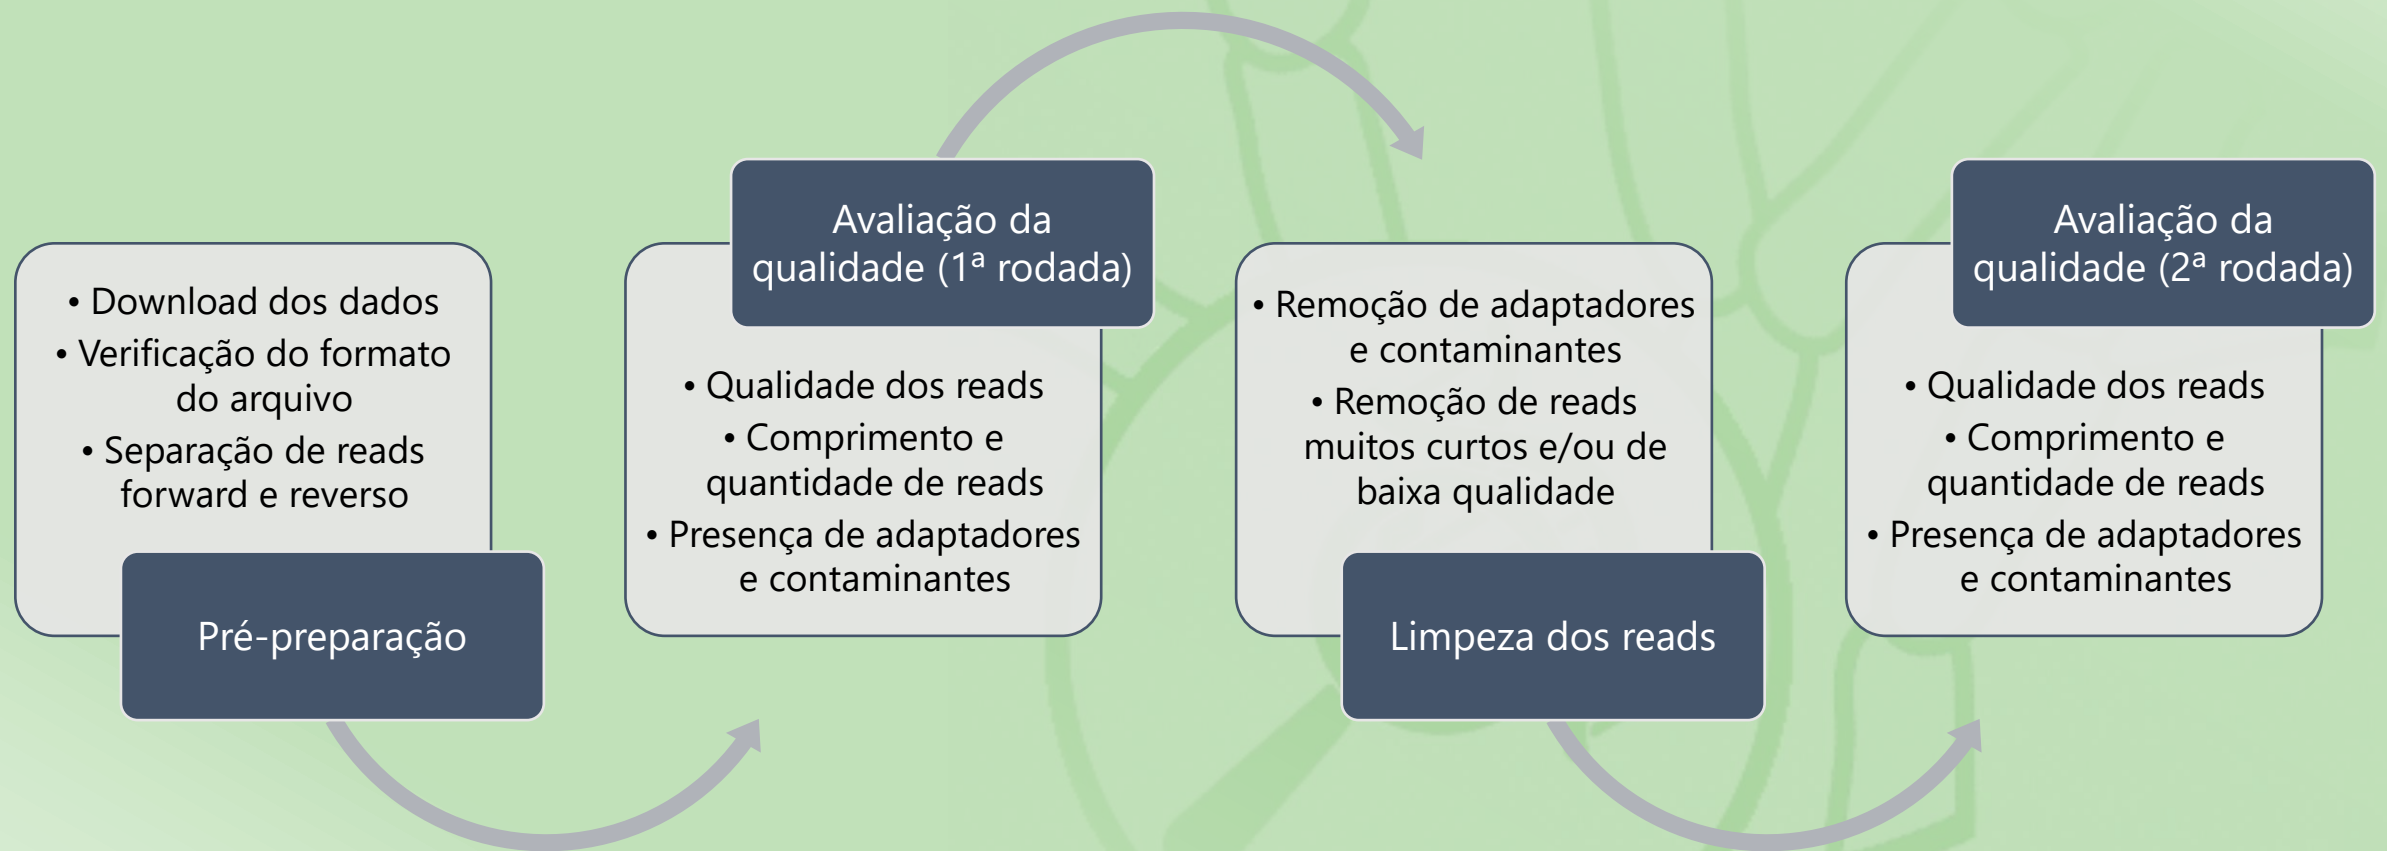 • Download dos dados
• Verificação do formato
do arquivo
• Separação de reads
forward e reverso
Pré-preparação
Avaliação da
qualidade (1ª rodada)
• Qualidade dos reads
• Comprimento e
quantidade de reads
• Presença de adaptadores
e contaminantes
• Remoção de adaptadores
e contaminantes
• Remoção de reads
muitos curtos e/ou de
baixa qualidade
Limpeza dos reads
Avaliação da
qualidade (2ª rodada)
• Qualidade dos reads
• Comprimento e
quantidade de reads
• Presença de adaptadores
e contaminantes